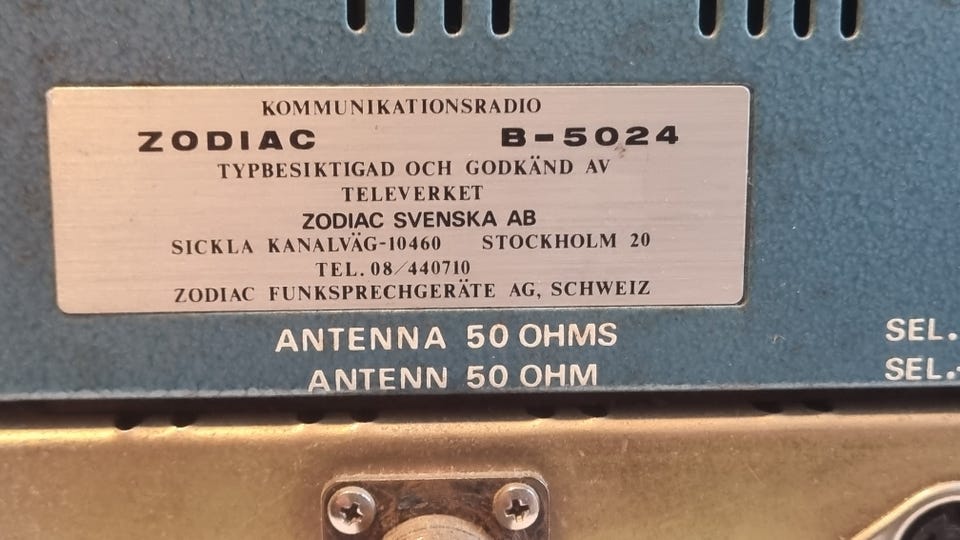 KOMMUNIKATIONSRADIO
ZODIAC B-5024
TYPBESIKTIGAD OCH GODKÄND AV
TELEVERKET
ZODIAC SVENSKA AB
SICKLA KANALVÄG-10460 STOCKHOLM 20
TEL. 08/440710
ZODIAC FUNKSPRECHGERÄTE AG, SCHWEIZ
ANTENNA 50 OHMS SEL.
ANTENN 50 OHM SEL.